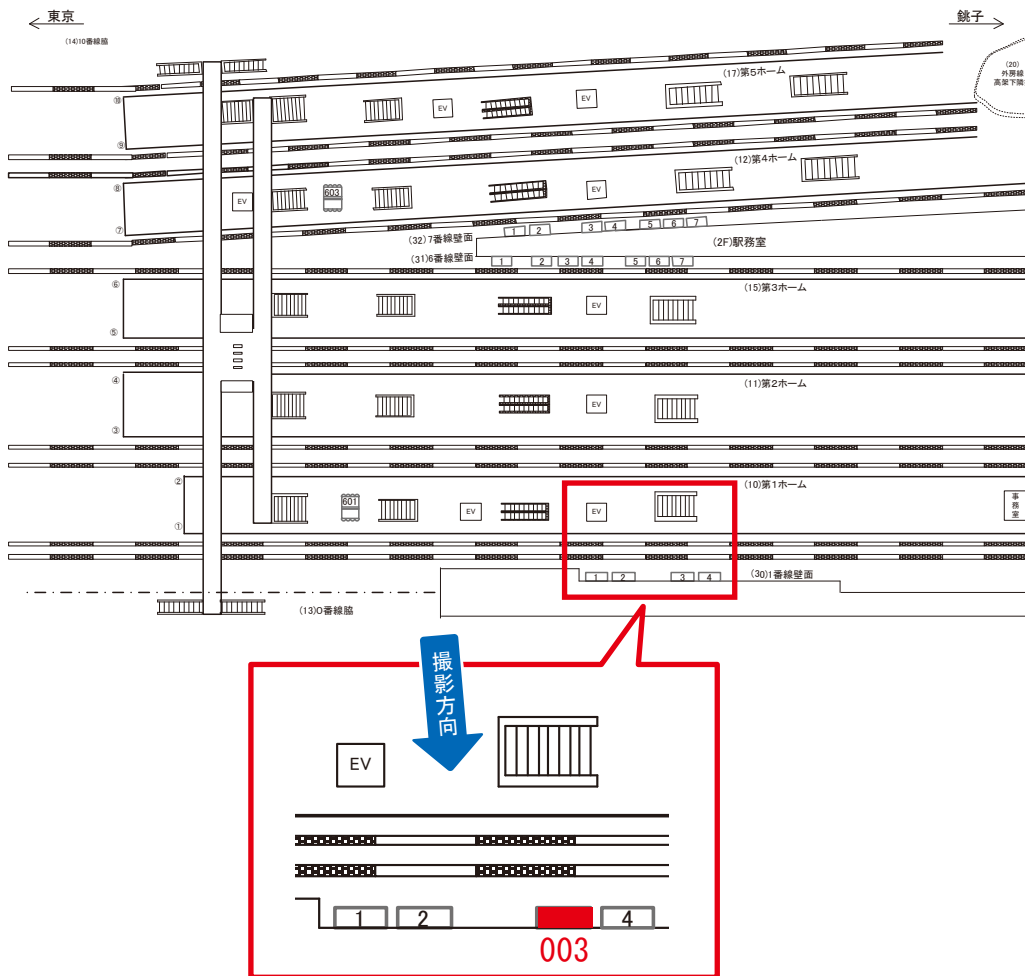 東京
銚子
(14)10番線脇
(20)
外房線
高架下隣
(17)第5ホーム
⑩
EV
EV
⑨
(12)第4ホーム
⑧
EV
603
EV
⑦
(32)7番線壁面
1 2 3 4 5 6 7
(2F)駅務室
(31)6番線壁面
1 2 3 4 5 6 7
⑥
(15)第3ホーム
EV
⑤
④
(11)第2ホーム
EV
③
②
(10)第1ホーム
601
EV
EV
事務室
①
1 2 3 4
(30)1番線壁面
(13)0番線脇
撮影方向
EV
1 2 4
003